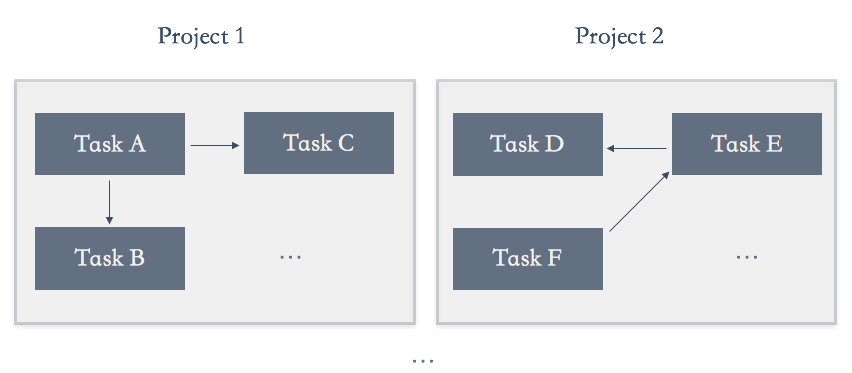 Project 1
Project 2
Task A
Task C
Task B
...
Task D
Task E
Task F
...
...